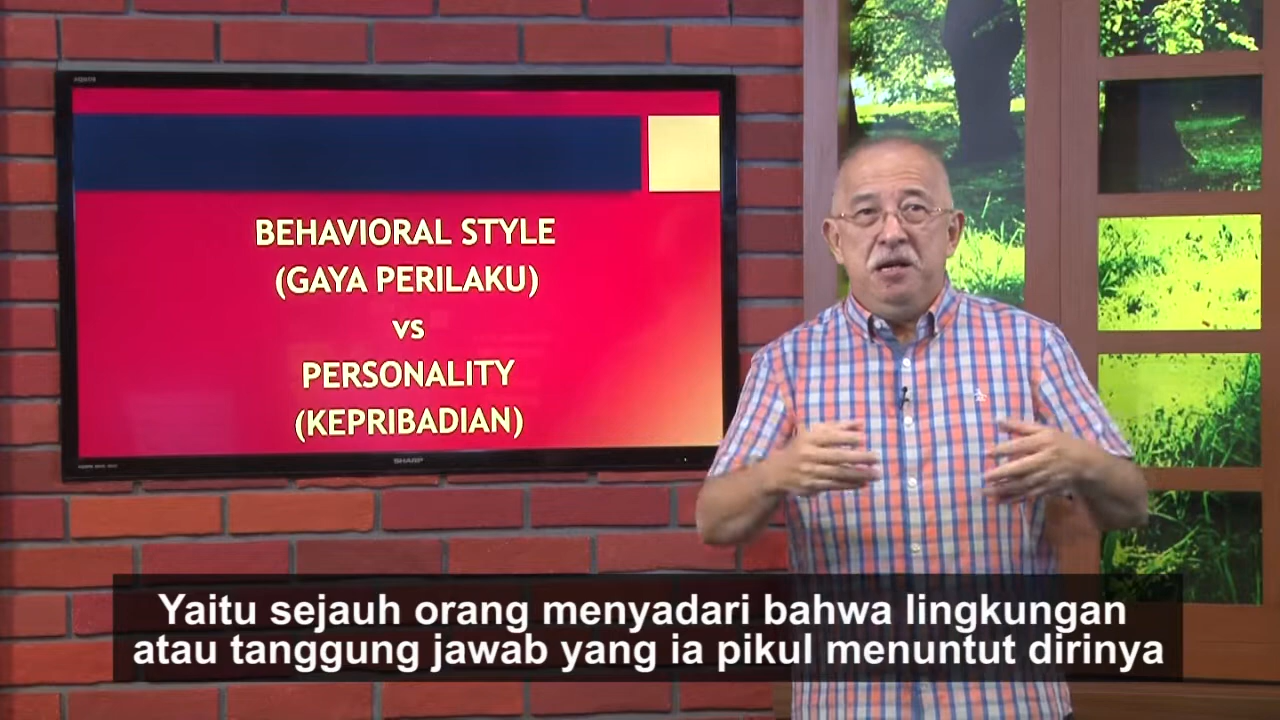 AQUOS
BEHAVIORAL STYLE
(GAYA PERILAKU)
vs
PERSONALITY
(KEPRIBADIAN)
SHARP
Yaitu sejauh orang menyadari bahwa lingkungan
atau tanggung jawab yang ia pikul menuntut dirinya